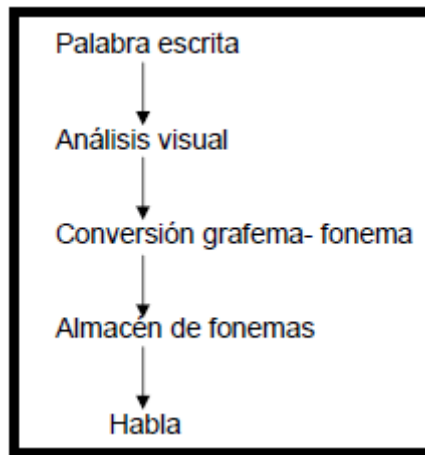 Palabra escrita
Análisis visual
Conversión grafema- fonema
Almacén de fonemas
Habla